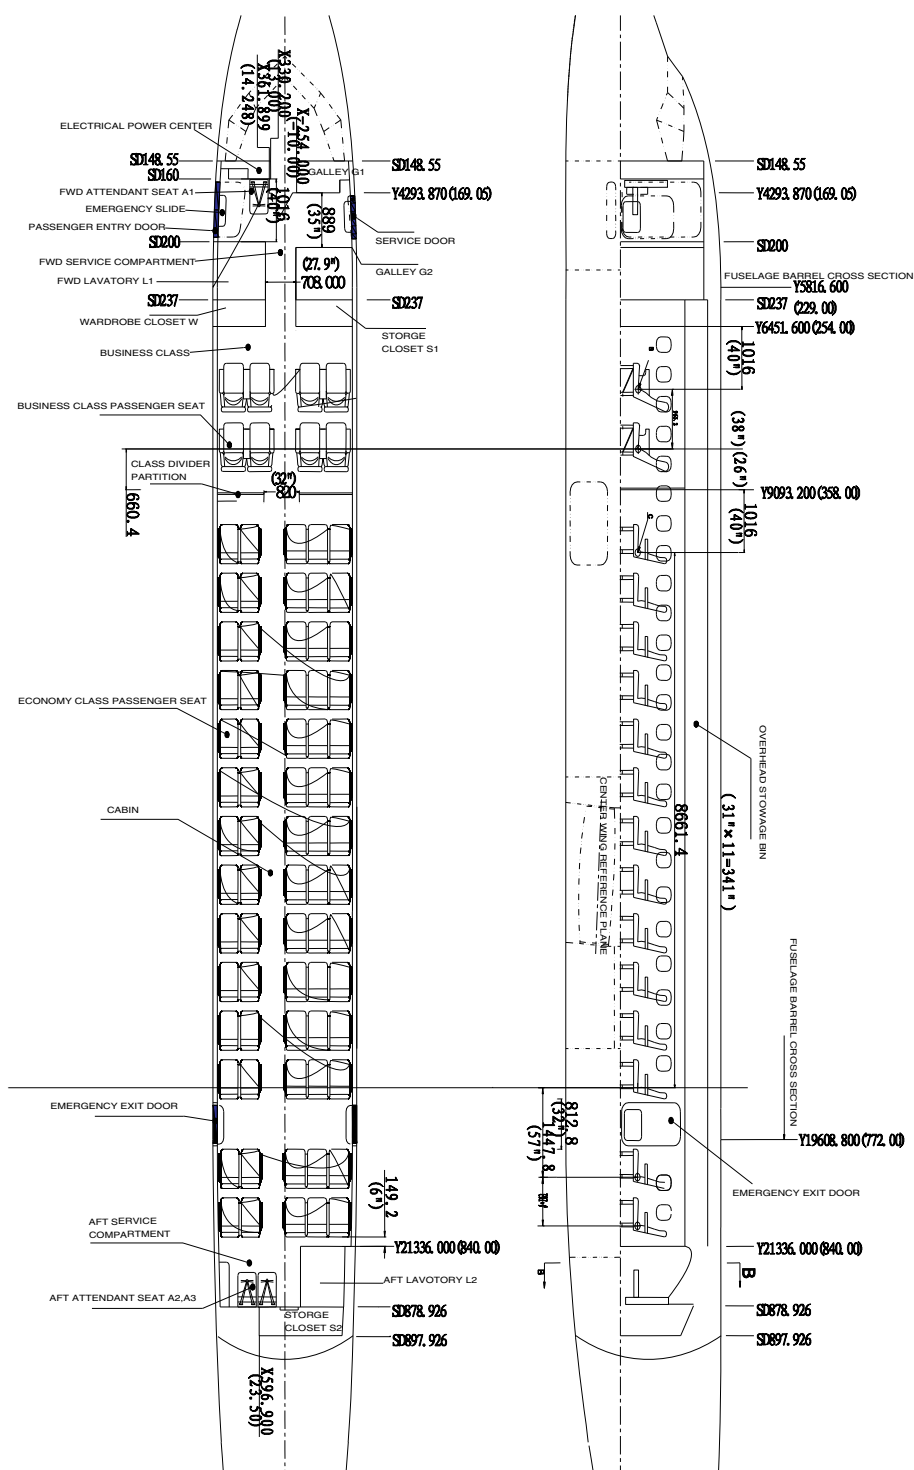 X330.200
(13.00)
X361.899
(14.248)
X-254.000
(-10.00)
ELECTRICAL POWER CENTER
GALLEY G1
SD148.55
SD148.55
SD148.55
SD160
FWD ATTENDANT SEAT A1
Y4293.870(169.05)
Y4293.870(169.05)
1016
(40")
889
(35")
EMERGENCY SLIDE
PASSENGER ENTRY DOOR
SERVICE DOOR
SD200
SD200
FWD SERVICE COMPARTMENT
(27.9")
708.000
GALLEY G2
FUSELAGE BARREL CROSS SECTION
FWD LAVATORY L1
Y5816.600
(229.00)
SD237
SD237
SD237
WARDROBE CLOSET W
Y6451.600(254.00)
STORGE
CLOSET S1
BUSINESS CLASS
1016
(40")
B
BUSINESS CLASS PASSENGER SEAT
(38")
(26")
CLASS DIVIDER
PARTITION
(32")
820
660.4
Y9093.200(358.00)
1016
(40")
C
ECONOMY CLASS PASSENGER SEAT
OVERHEAD STOWAGE BIN
CENTER WING REFERENCE PLANE
CABIN
8661.4
(31"×11=341")
FUSELAGE BARREL CROSS SECTION
EMERGENCY EXIT DOOR
812.8
(32")
1447.8
(57")
Y19608.800(772.00)
149.2
(6")
EMERGENCY EXIT DOOR
AFT SERVICE
COMPARTMENT
Y21336.000(840.00)
Y21336.000(840.00)
B
B
AFT LAVOTORY L2
AFT ATTENDANT SEAT A2,A3
STORGE
CLOSET S2
SD878.926
SD878.926
SD897.926
SD897.926
X596.900
(23.50)